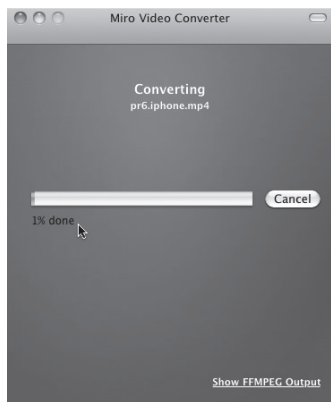 Miro Video Converter
Converting
pr6.iphone.mp4
Cancel
1% done
Show FFMPEG Output